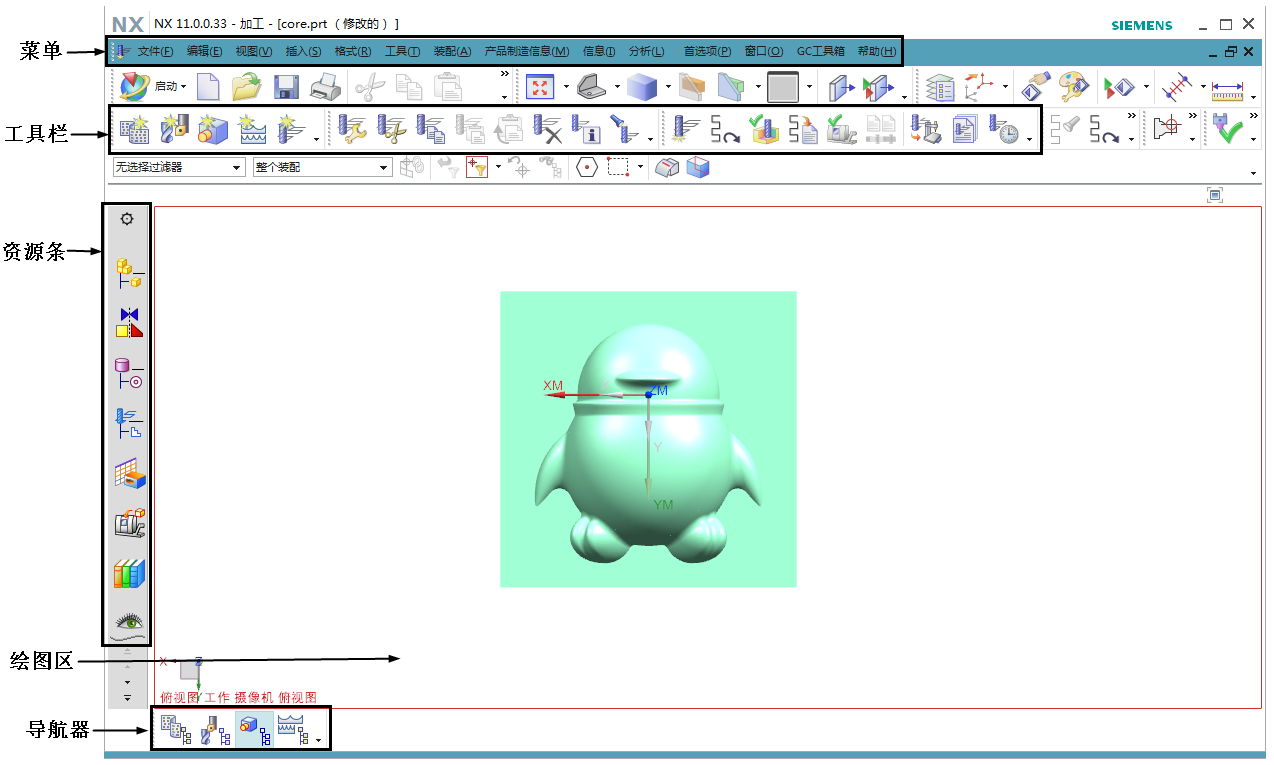 NX NX 11.0.0.33 - 加工 - [core.prt （修改的） ] SIEMENS
菜单
文件(F) 编辑(E) 视图(V) 插入(S) 格式(R) 工具(T) 装配(A) 产品制造信息(M) 信息(I) 分析(L) 首选项(P) 窗口(O) GC工具箱 帮助(H)
启动
工具栏
无选择过滤器 整个装配
资源条
XM ZM
Y
YM
绘图区
X Z
Y
俯视图 工作 摄像机 俯视图
导航器